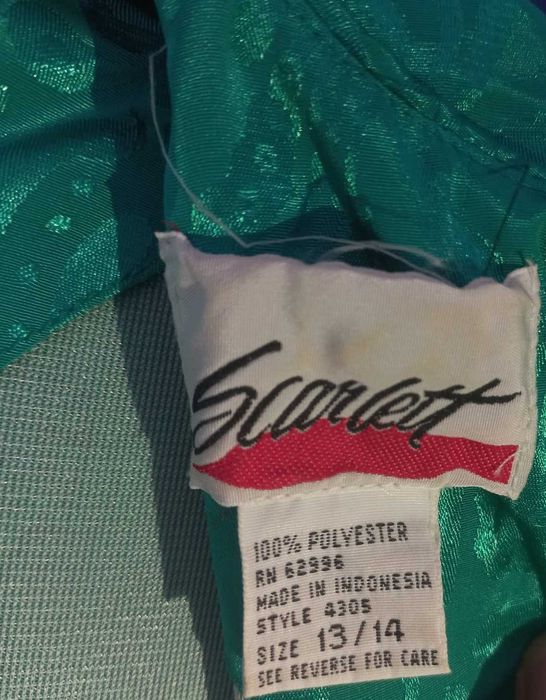 Scarlett
100% POLYESTER
RN 62996
MADE IN INDONESIA
STYLE 4305
SIZE 13/14
SEE REVERSE FOR CARE